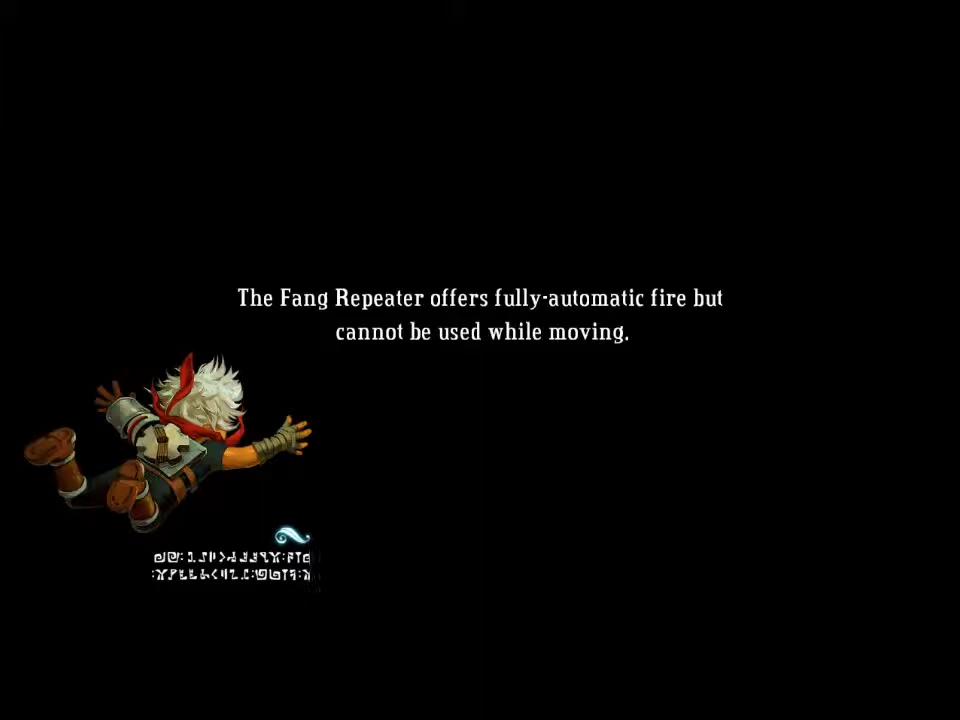 The Fang Repeater offers fully-automatic fire but
cannot be used while moving.